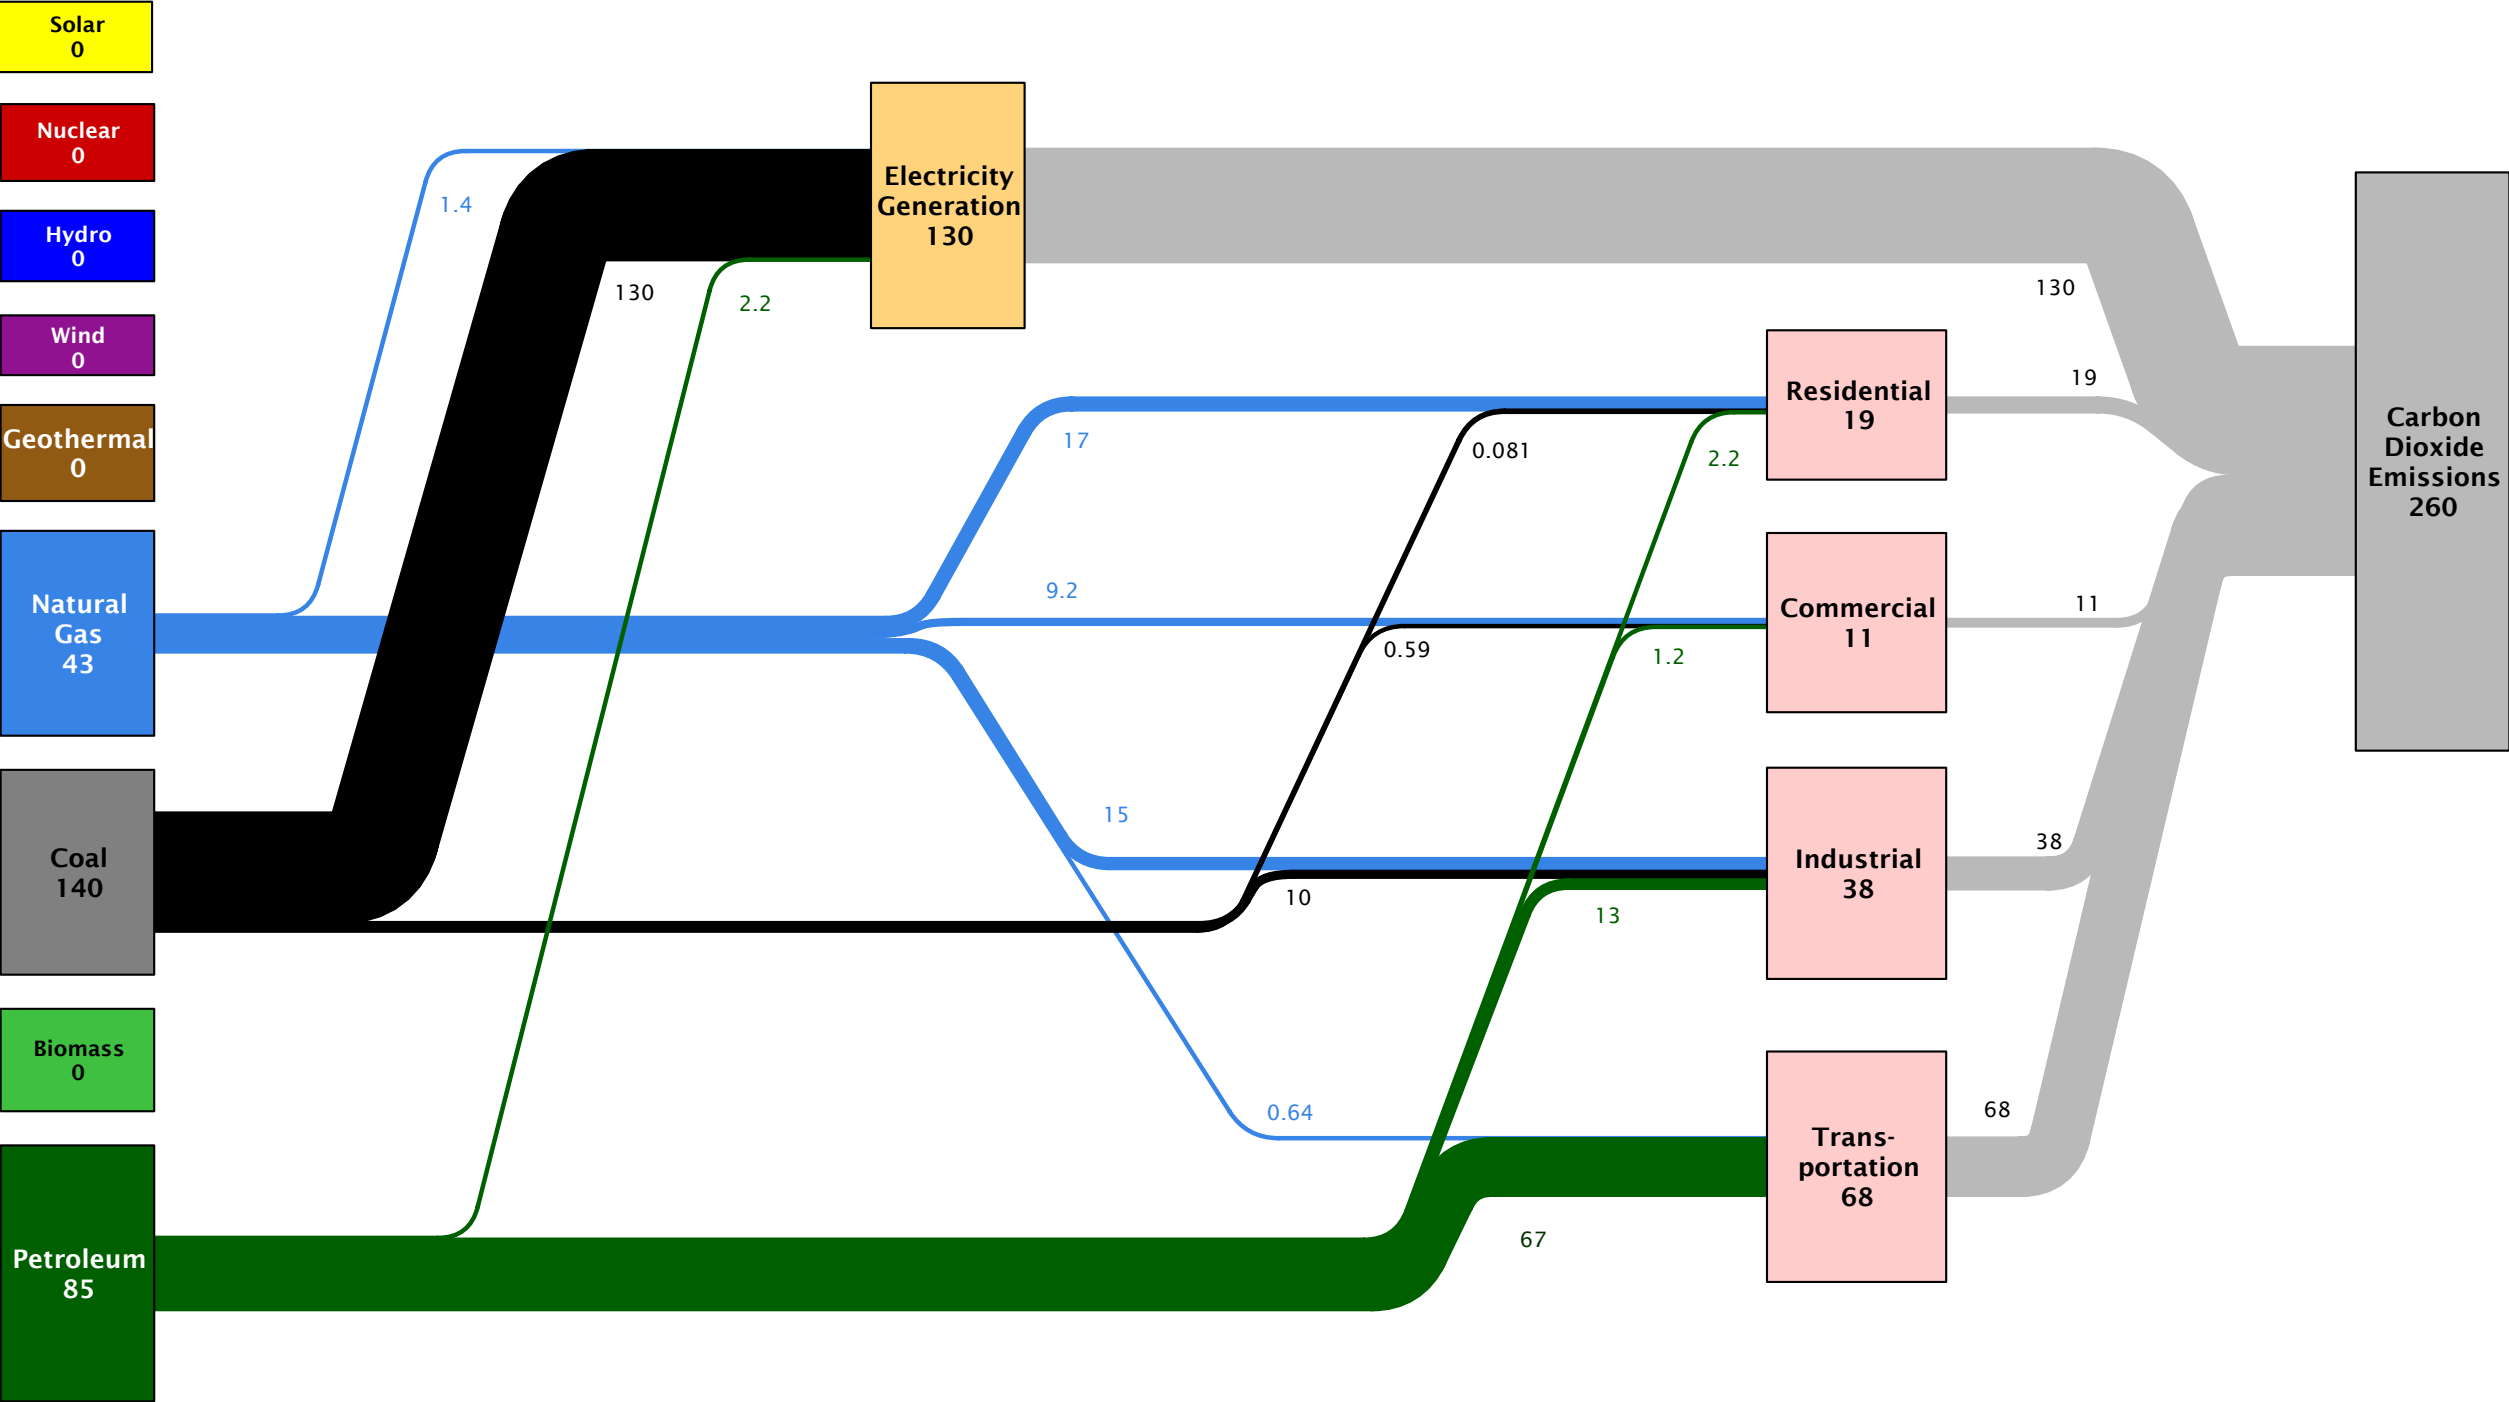 Solar
0
Nuclear
0
Hydro
0
Wind
0
Geothermal
0
Natural
Gas
43
Coal
140
Biomass
0
Petroleum
85
1.4
130
2.2
Electricity
Generation
130
17
9.2
15
0.64
0.081
0.59
10
2.2
1.2
13
67
Residential
19
Commercial
11
Industrial
38
Trans-
portation
68
130
19
11
38
68
Carbon
Dioxide
Emissions
260